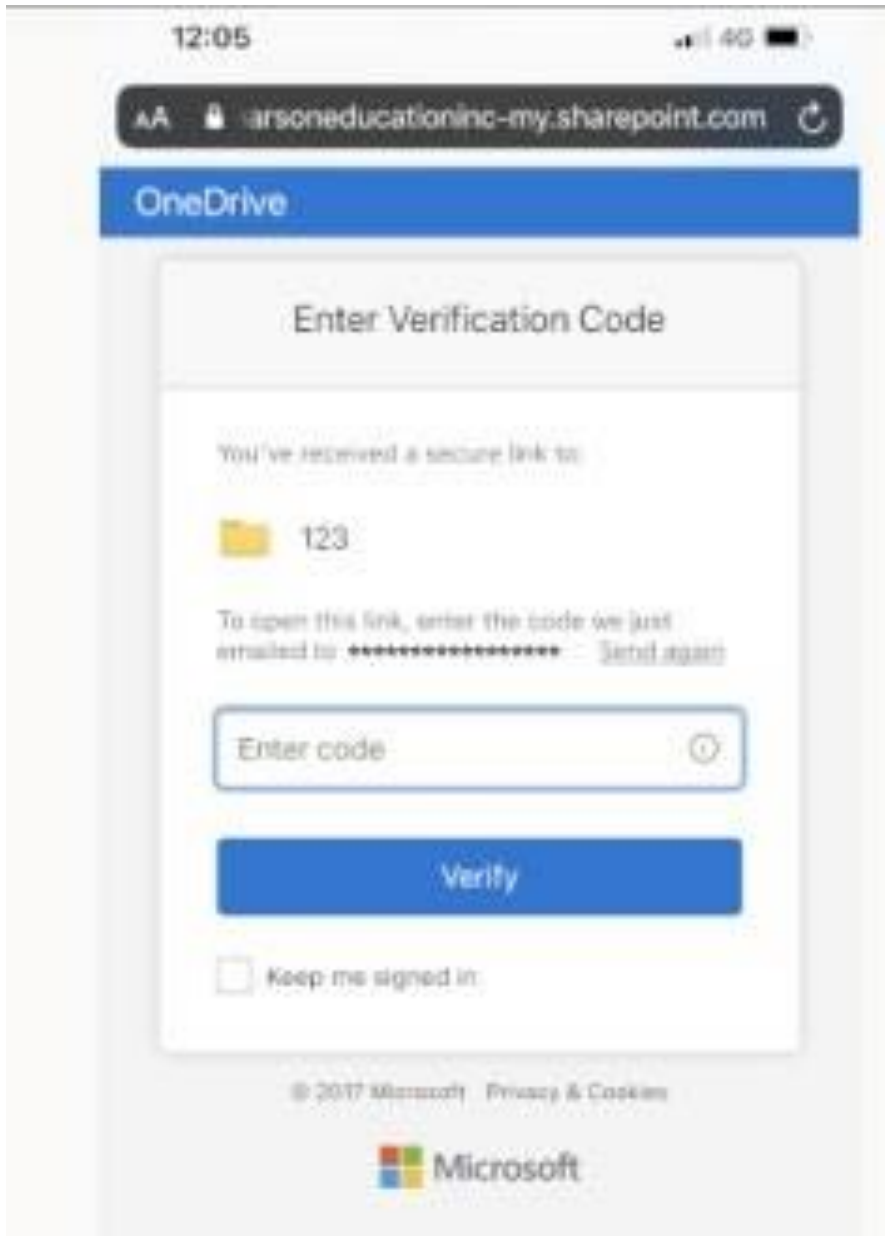 12:05 4G
AA arsoneducationinc-my.sharepoint.com
OneDrive
Enter Verification Code
You've received a secure link to:
123
To open this link, enter the code we just
emailed to ***************** Send again
Enter code
Verify
Keep me signed in
© 2017 Microsoft Privacy & Cookies
Microsoft